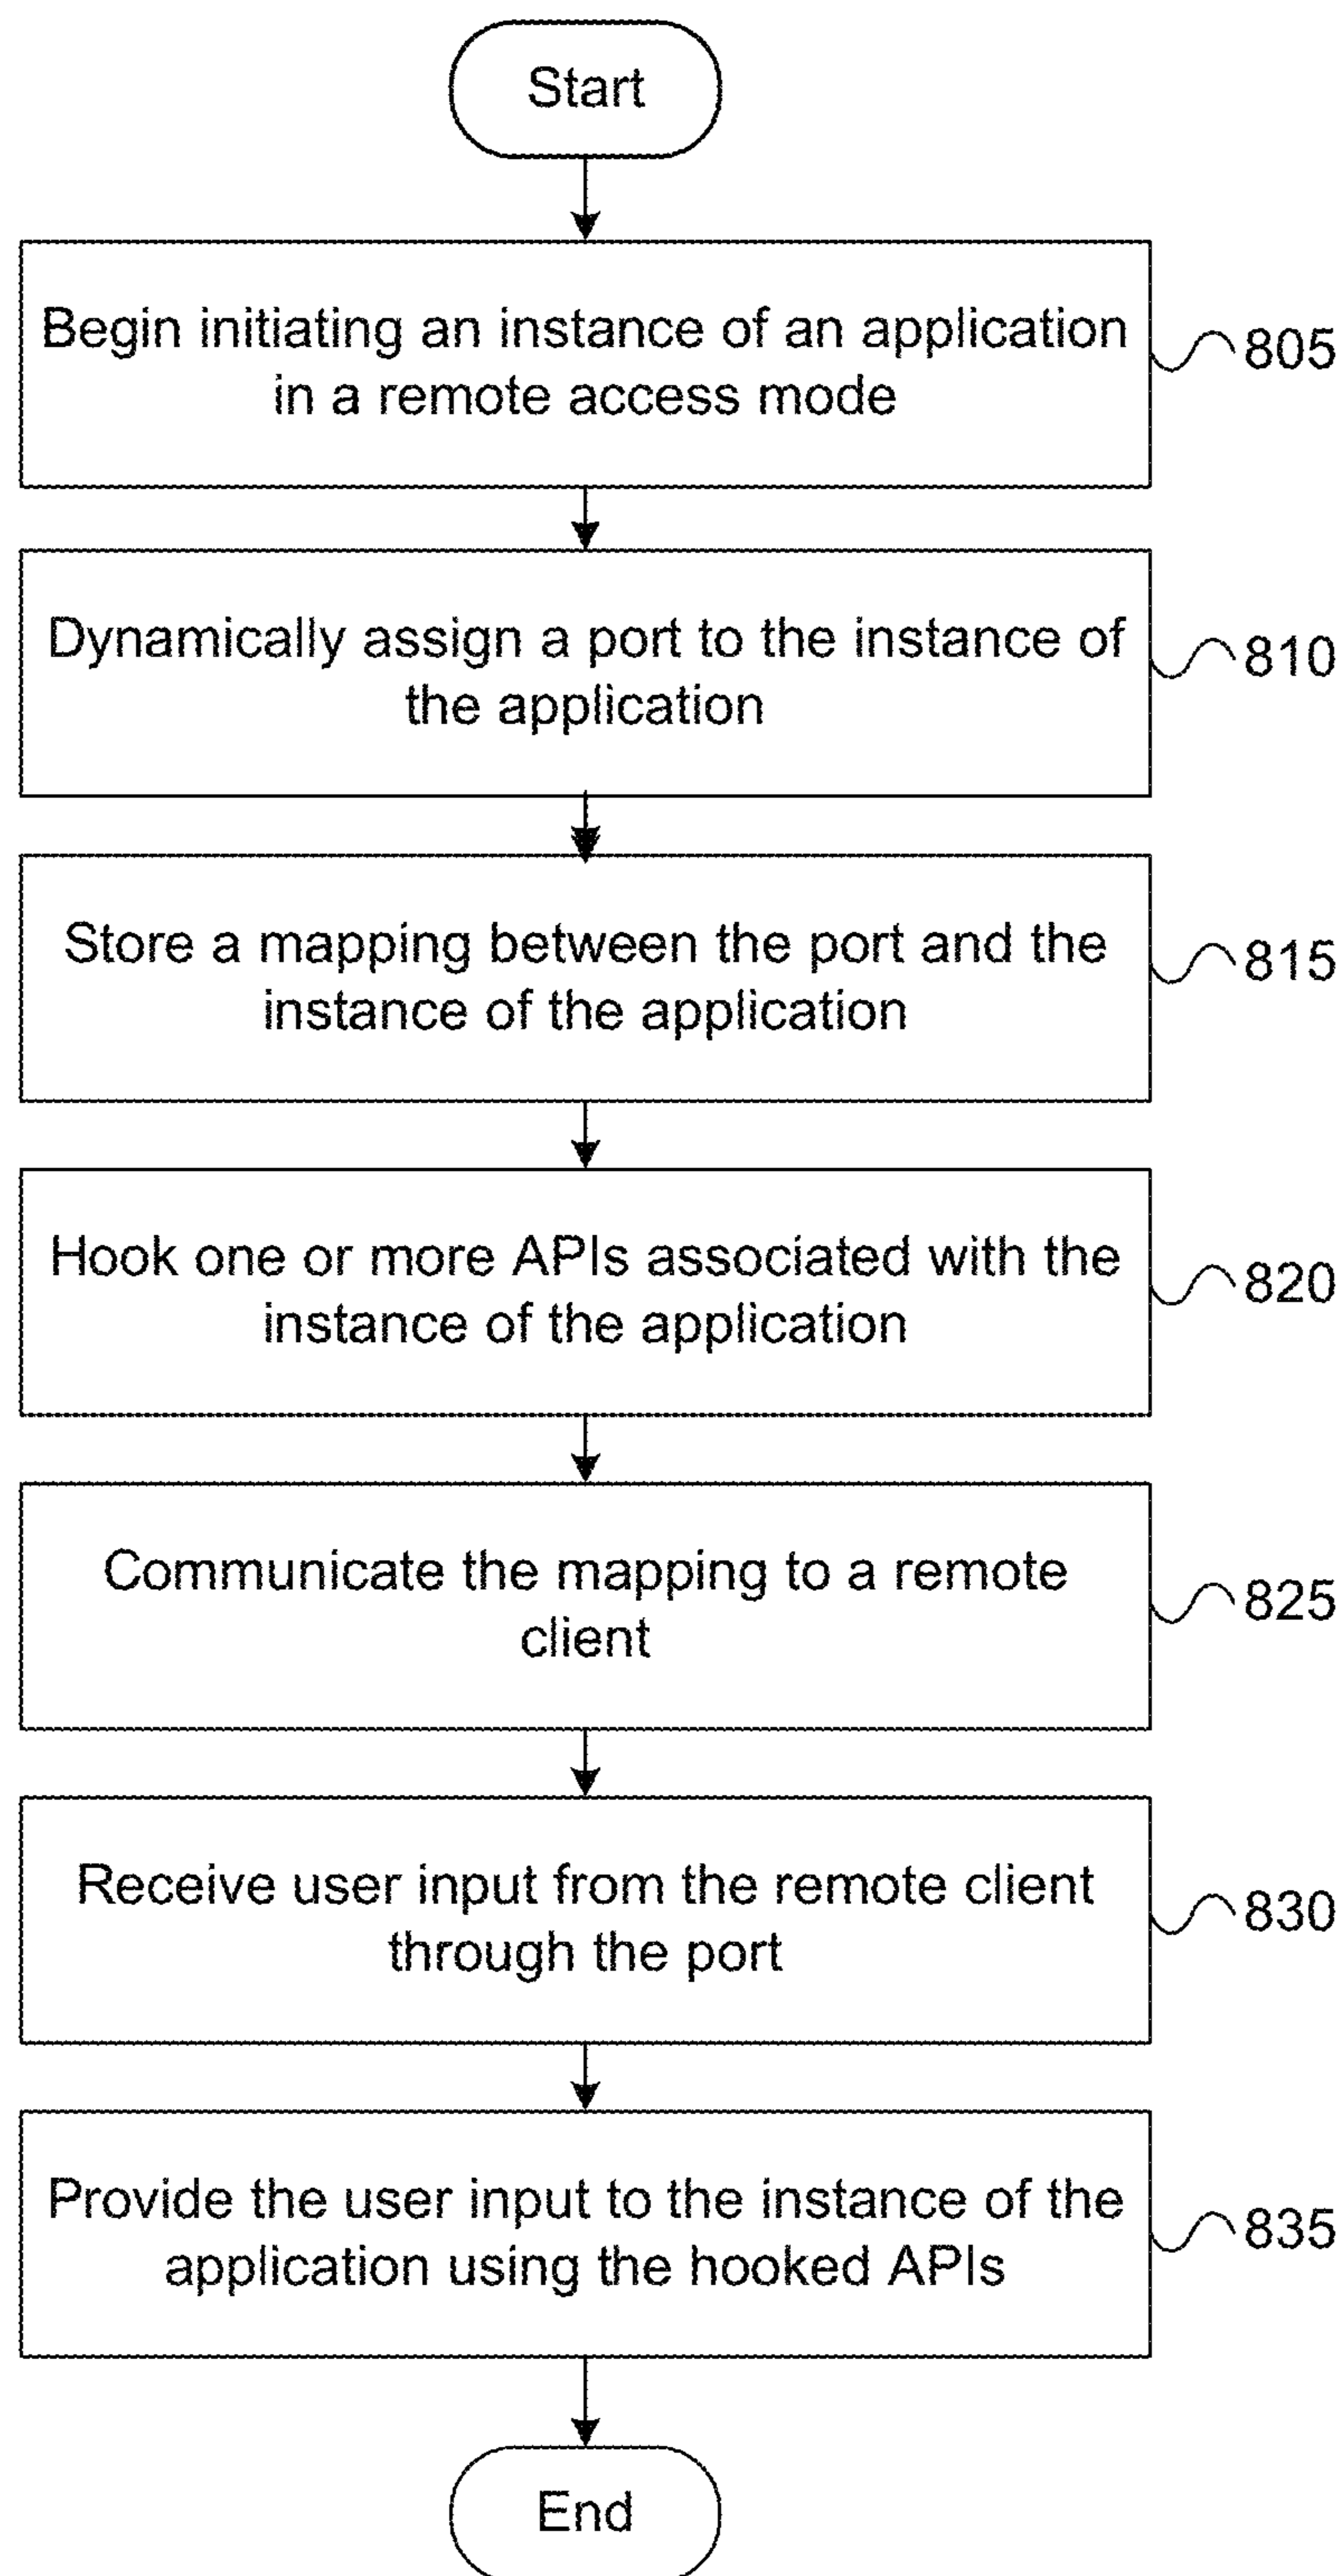 Start
Begin initiating an instance of an application
in a remote access mode
805
Dynamically assign a port to the instance of
the application
810
Store a mapping between the port and the
instance of the application
815
Hook one or more APIs associated with the
instance of the application
820
Communicate the mapping to a remote
client
825
Receive user input from the remote client
through the port
830
Provide the user input to the instance of the
application using the hooked APIs
835
End